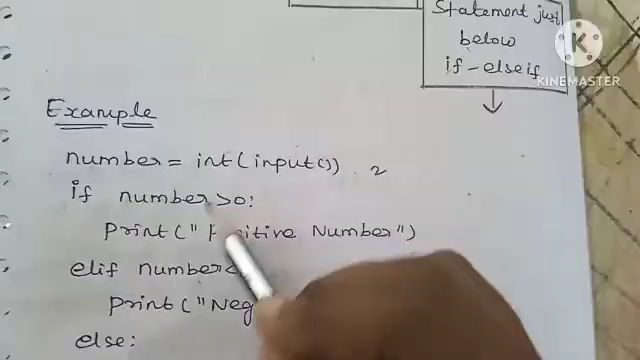 Statement just
below
if-elseif
KINEMASTER
Example
number = int(input()) . 2
if number>0:
Print("Positive Number")
elif number<
Print("Neg
else: